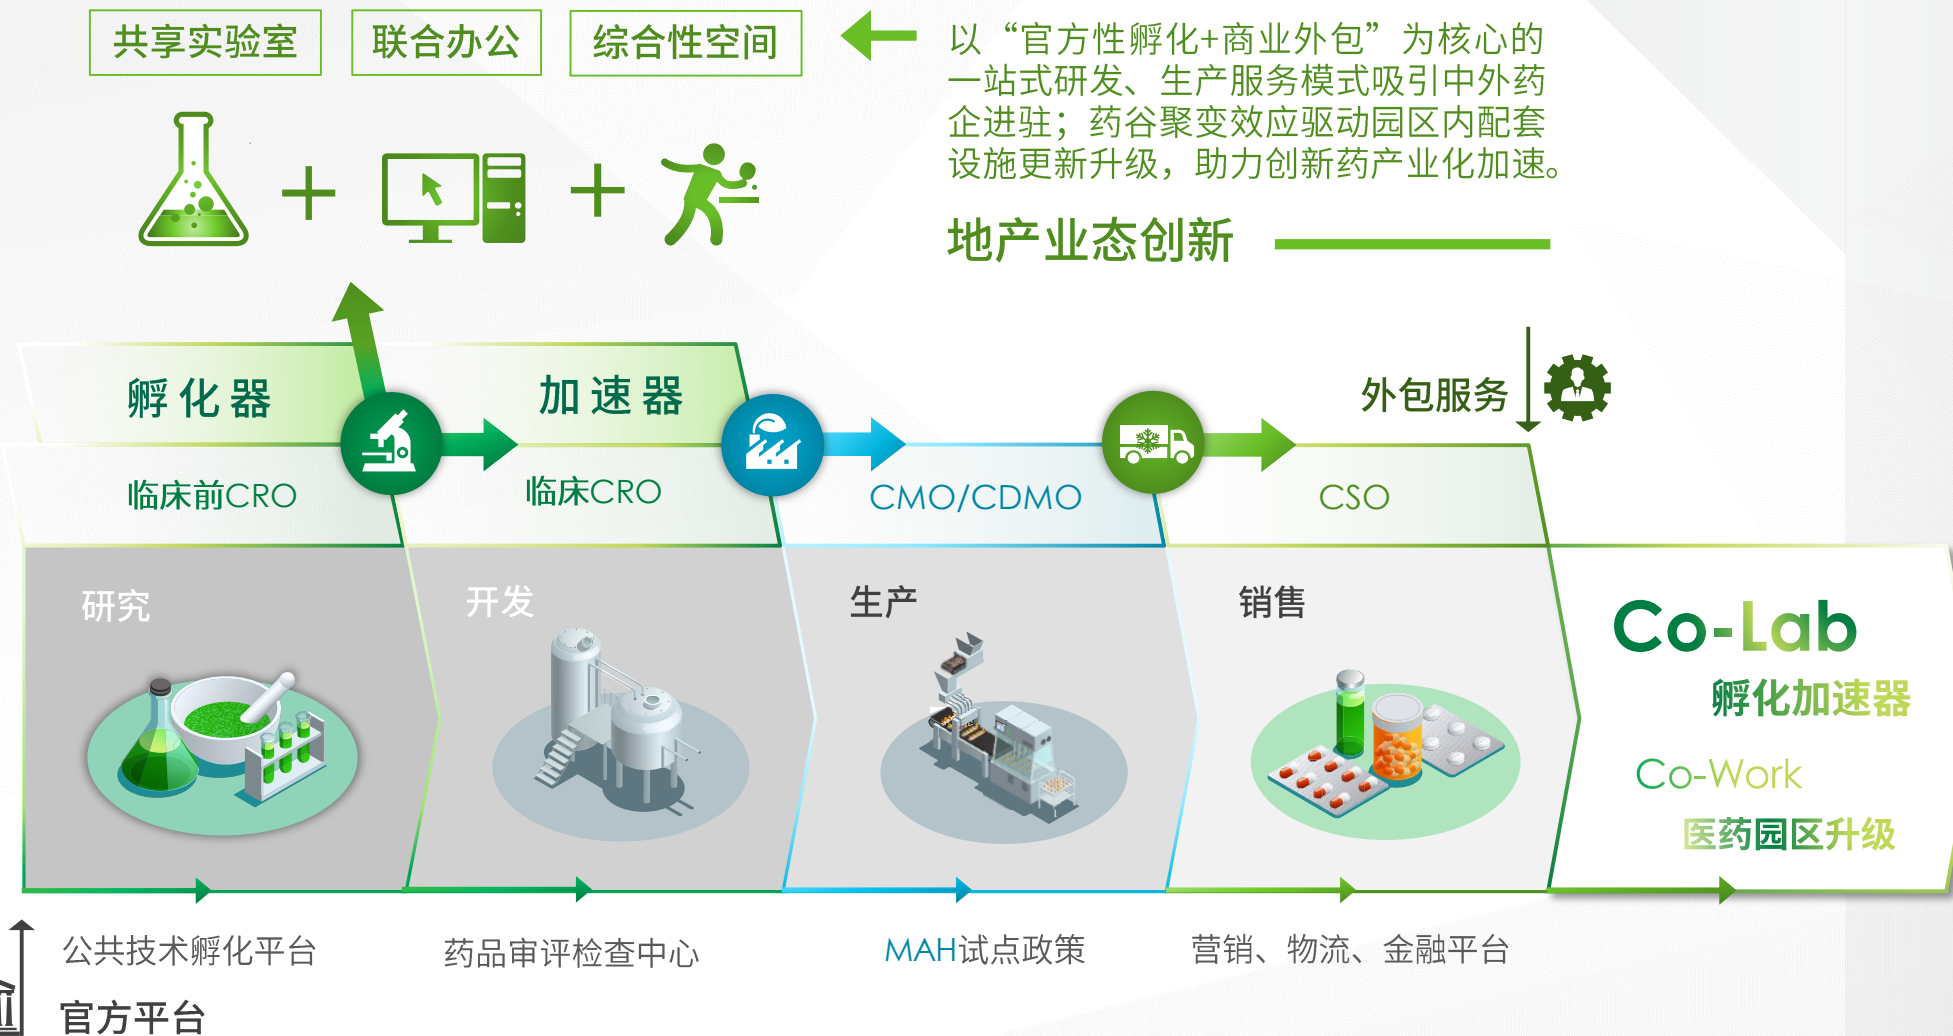 共享实验室
联合办公
综合性空间
以“官方性孵化+商业外包”为核心的
一站式研发、生产服务模式吸引中外药
企进驻；药谷聚变效应驱动园区内配套
设施更新升级，助力创新药产业化加速。
地产业态创新
孵化器
加速器
外包服务
临床前CRO
临床CRO
CMO/CDMO
CSO
研究
开发
生产
销售
Co-Lab
孵化加速器
Co-Work
医药园区升级
公共技术孵化平台
药品审评检查中心
MAH试点政策
营销、物流、金融平台
官方平台